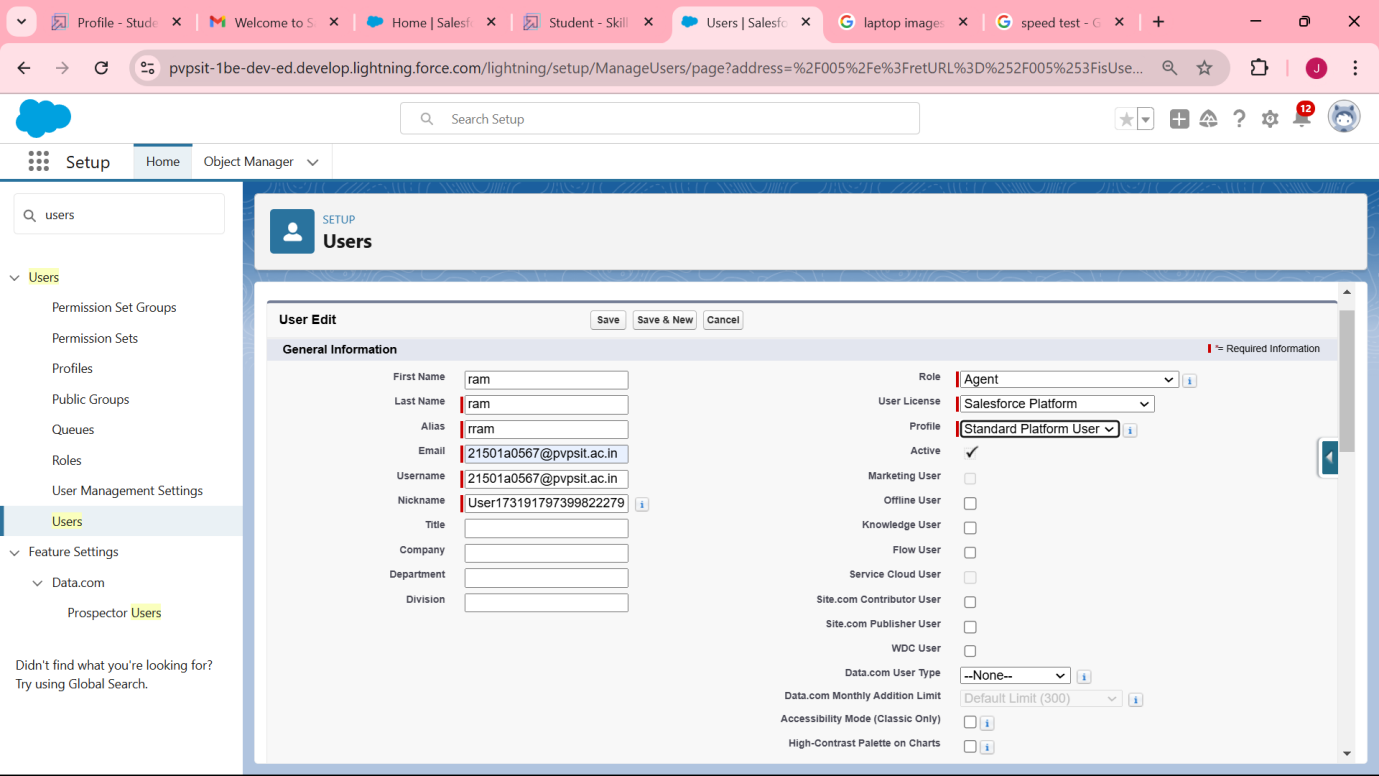 Profile - Stude
Welcome to S
Home | Salesf
Student - Skill
Users | Salesfo
laptop images
speed test - G
pvpsit-1be-dev-ed.develop.lightning.force.com/lightning/setup/ManageUsers/page?address=%2F005%2Fe%3FretURL%3D%252F005%253FisUse...
J
Search Setup
12
Setup
Home
Object Manager
users
Users
Permission Set Groups
Permission Sets
Profiles
Public Groups
Queues
Roles
User Management Settings
Users
Feature Settings
Data.com
Prospector Users
Didn't find what you're looking for?
Try using Global Search.
SETUP
Users
User Edit
Save
Save & New
Cancel
General Information
*= Required Information
First Name ram
Last Name ram
Alias rram
Email 21501a0567@pvpsit.ac.in
Username 21501a0567@pvpsit.ac.in
Nickname User173191797399822279 i
Title
Company
Department
Division
Role Agent i
User License Salesforce Platform
Profile Standard Platform User i
Active
Marketing User
Offline User
Knowledge User
Flow User
Service Cloud User
Site.com Contributor User
Site.com Publisher User
WDC User
Data.com User Type --None-- i
Data.com Monthly Addition Limit Default Limit (300) i
Accessibility Mode (Classic Only) i
High-Contrast Palette on Charts i